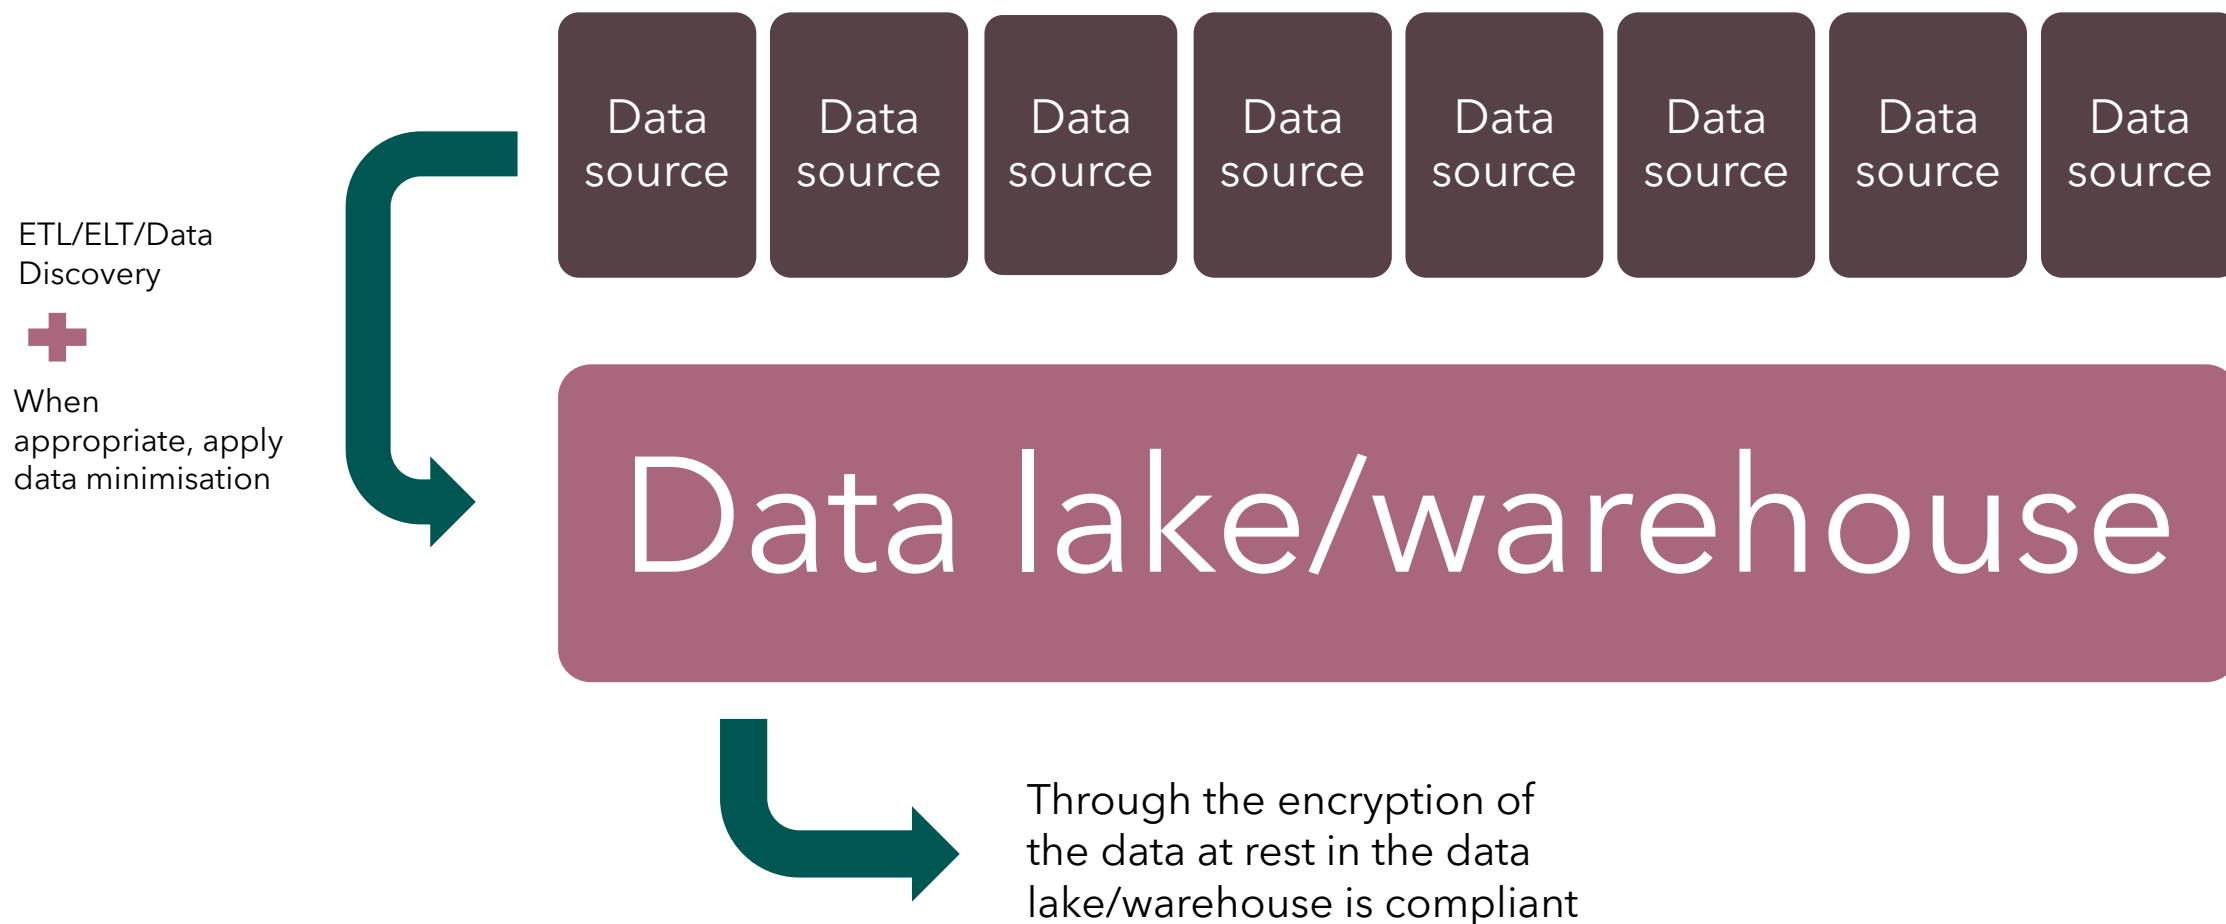 Data
source
Data
source
Data
source
Data
source
Data
source
Data
source
Data
source
Data
source
ETL/ELT/Data
Discovery
When
appropriate, apply
data minimisation
Data lake/warehouse
Through the encryption of
the data at rest in the data
lake/warehouse is compliant